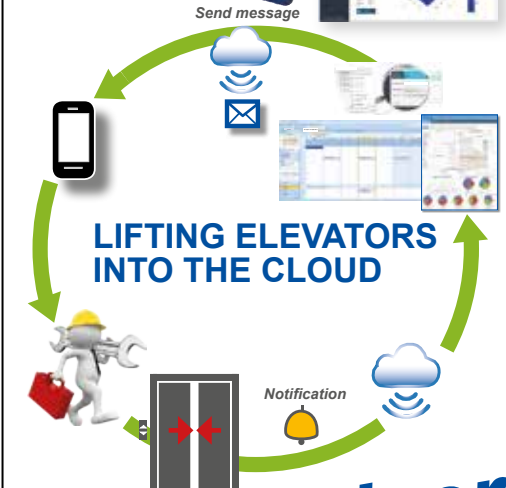 Send message
LIFTING ELEVATORS
INTO THE CLOUD
Notification